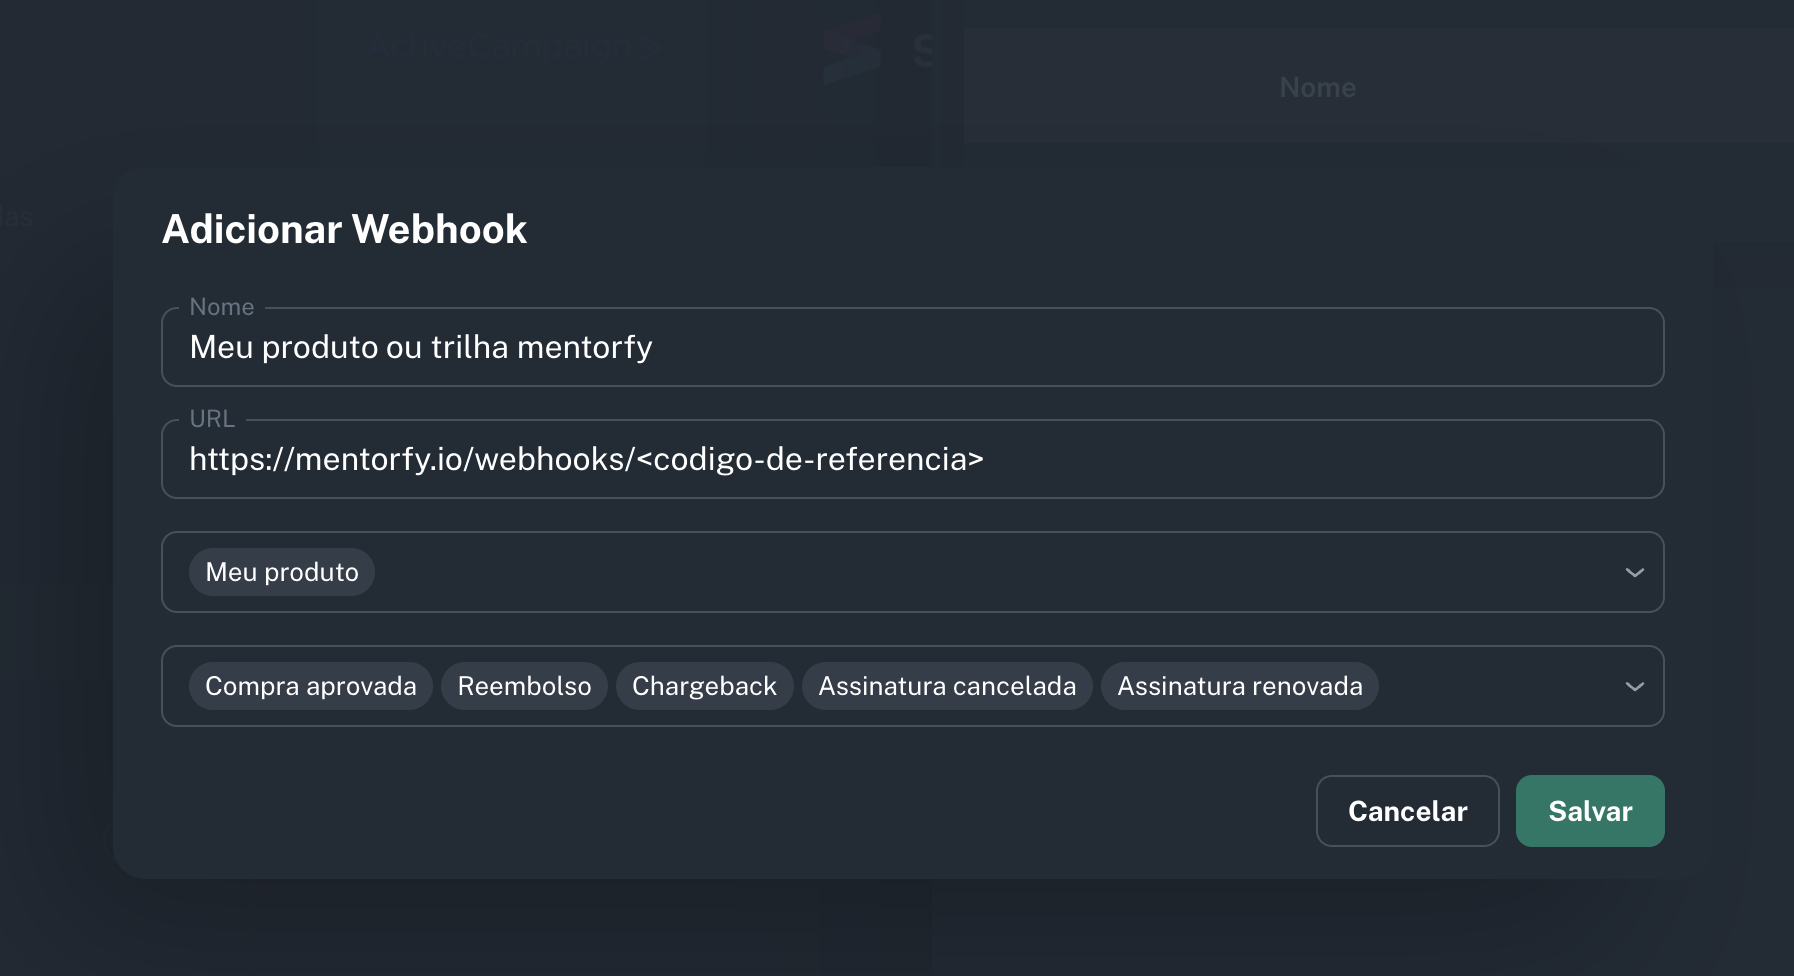 ActiveCampaign
S
Nome
las
Adicionar Webhook
Nome
Meu produto ou trilha mentorfy
URL
https://mentorfy.io/webhooks/<codigo-de-referencia>
Meu produto
Compra aprovada Reembolso Chargeback Assinatura cancelada Assinatura renovada
Cancelar Salvar